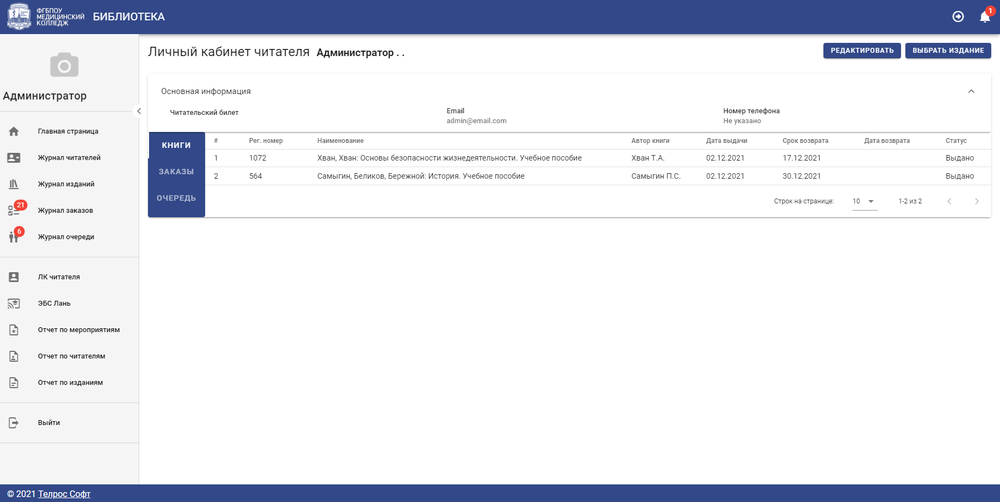 ФГБПОУ
МЕДИЦИНСКИЙ
КОЛЛЕДЖ
БИБЛИОТЕКА
1
Администратор
Главная страница
Журнал читателей
Журнал изданий
21
Журнал заказов
6
Журнал очереди
ЛК читателя
ЭБС Лань
Отчет по мероприятиям
Отчет по читателям
Отчет по изданиям
Выйти
Личный кабинет читателя Администратор . .
РЕДАКТИРОВАТЬ ВЫБРАТЬ ИЗДАНИЕ
Основная информация
Читательский билет
Email
admin@email.com
Номер телефона
Не указано
КНИГИ
ЗАКАЗЫ
ОЧЕРЕДЬ
# Рег. номер Наименование Автор книги Дата выдачи Срок возврата Дата возврата Статус
1 1072 Хван, Хван: Основы безопасности жизнедеятельности. Учебное пособие Хван Т.А. 02.12.2021 17.12.2021 Выдано
2 564 Самыгин, Беликов, Бережной: История. Учебное пособие Самыгин П.С. 02.12.2021 30.12.2021 Выдано
Строк на странице: 10 1-2 из 2
© 2021 Телрос Софт